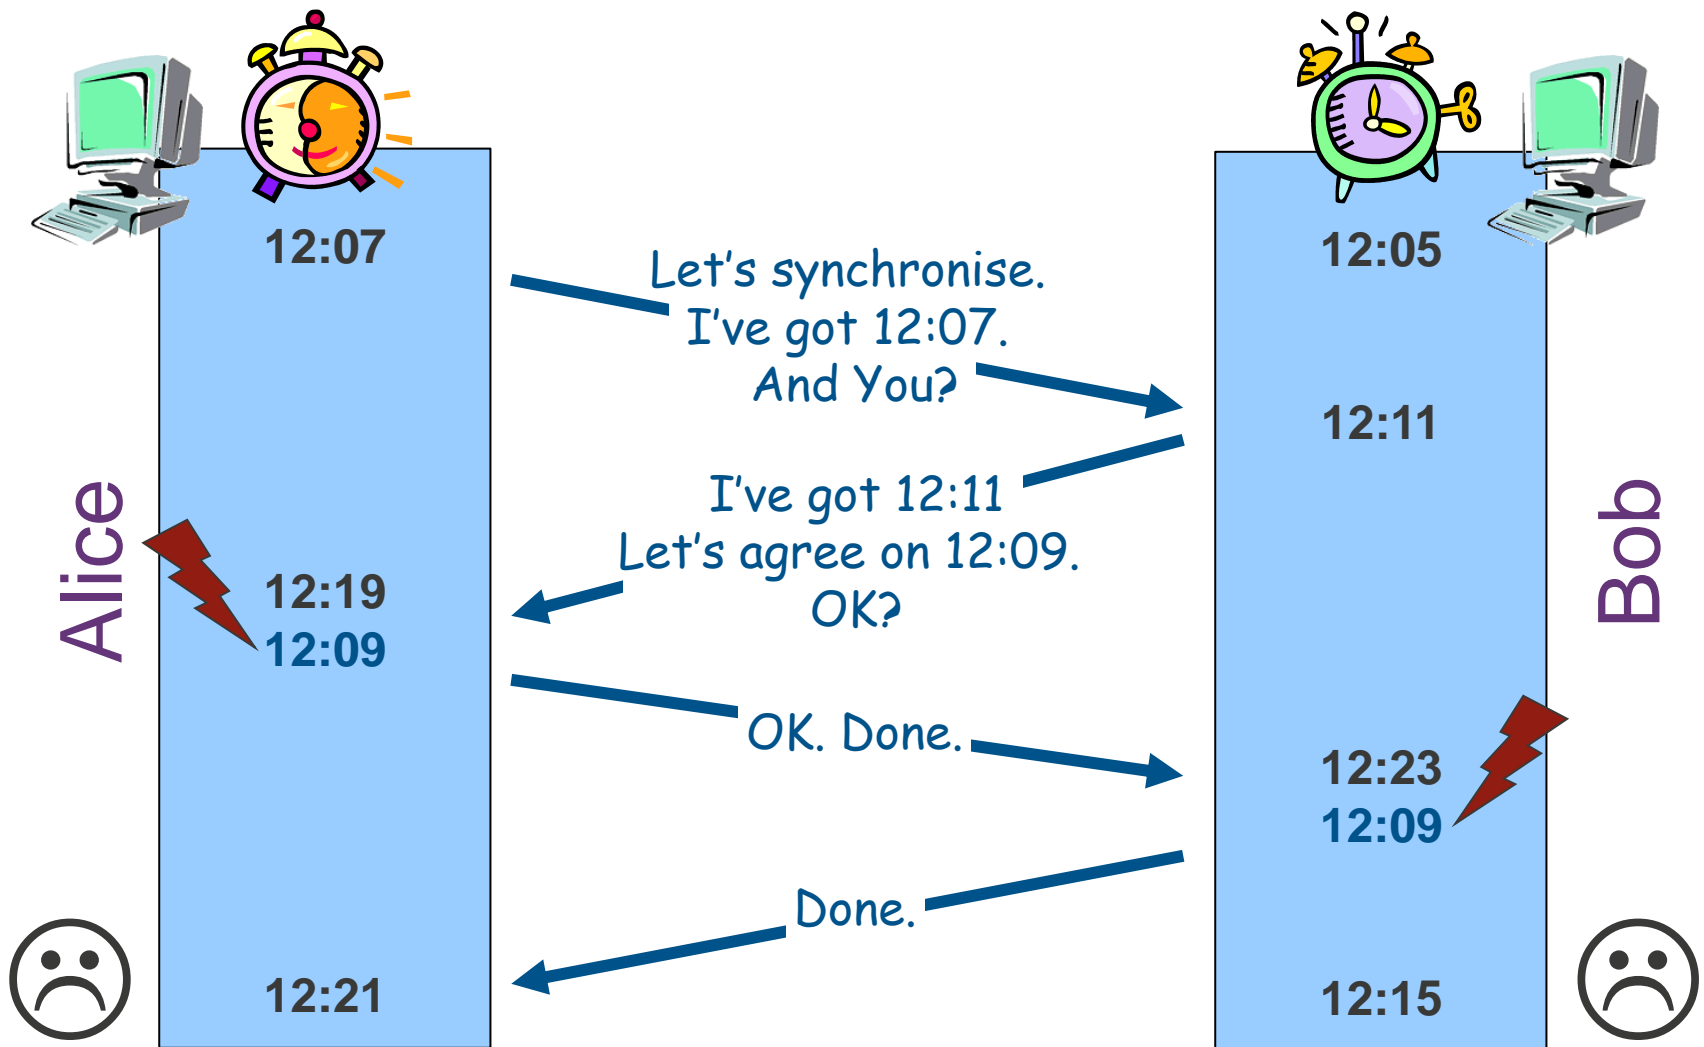 12:07
12:05
Let's synchronise.
I've got 12:07.
And You?
12:11
I've got 12:11
Let's agree on 12:09.
OK?
Alice
Bob
12:19
12:09
OK. Done.
12:23
12:09
Done.
12:21
12:15